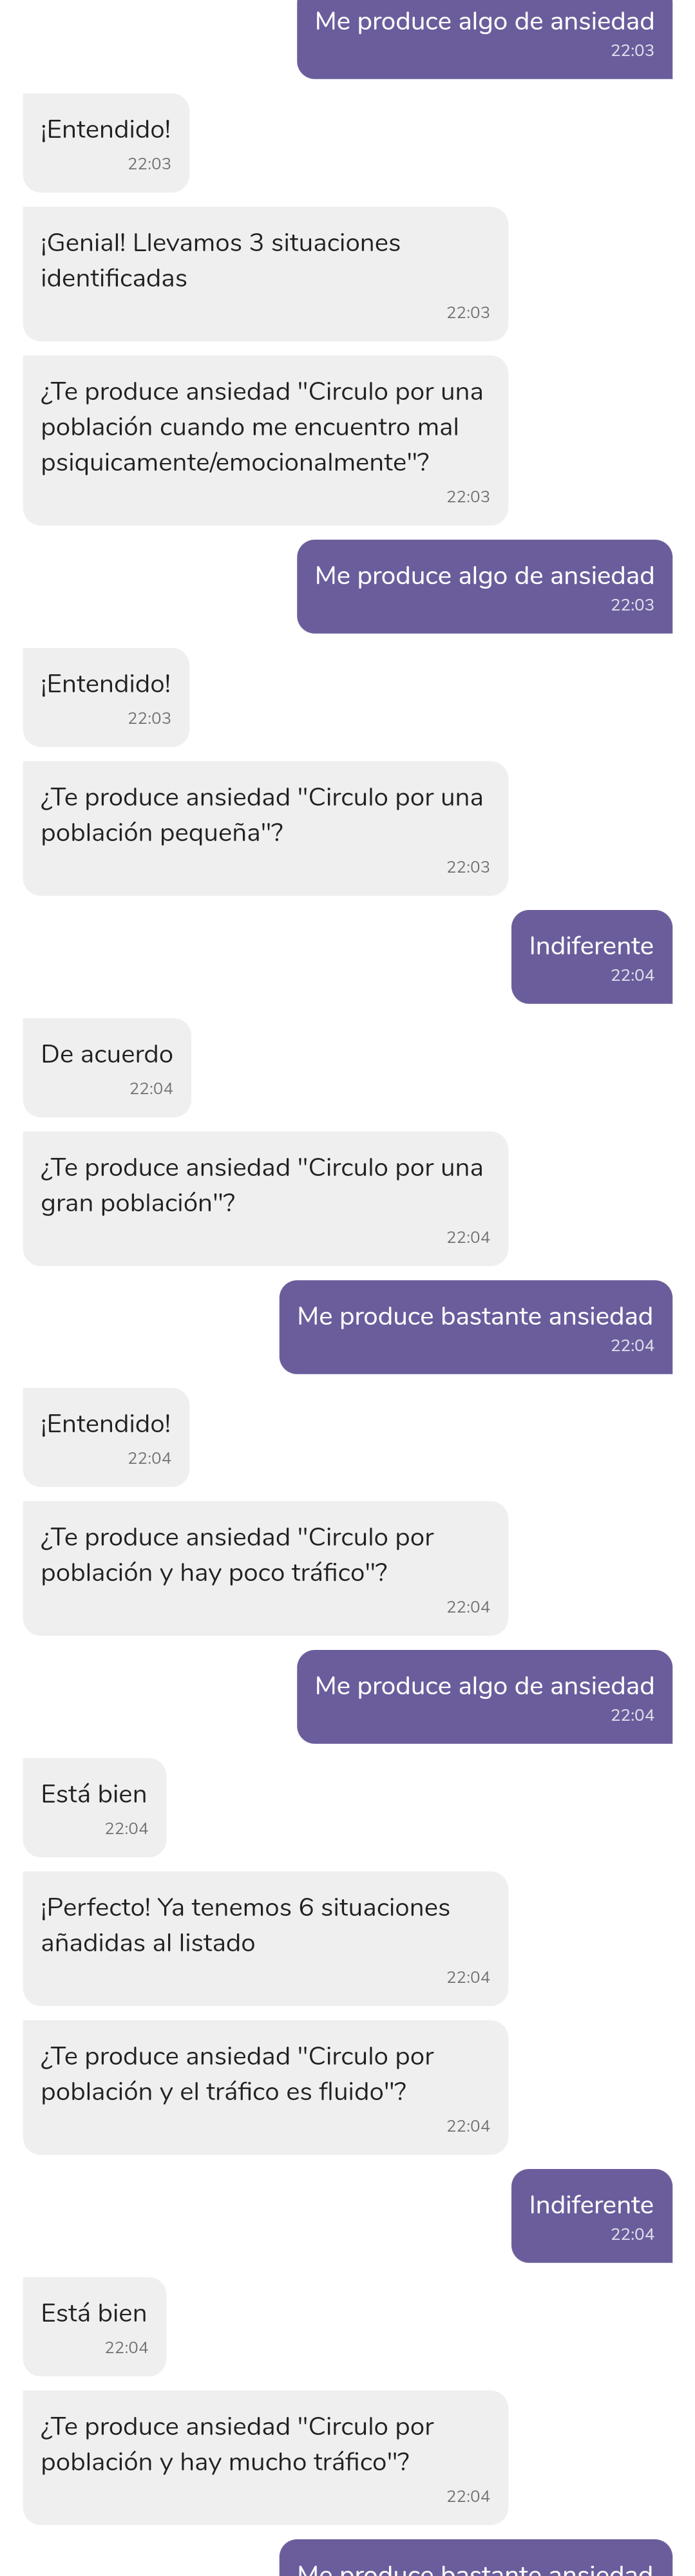 Me produce algo de ansiedad
22:03
¡Entendido!
22:03
¡Genial! Llevamos 3 situaciones
identificadas
22:03
¿Te produce ansiedad "Circulo por una
población cuando me encuentro mal
psiquicamente/emocionalmente"?
22:03
Me produce algo de ansiedad
22:03
¡Entendido!
22:03
¿Te produce ansiedad "Circulo por una
población pequeña"?
22:03
Indiferente
22:04
De acuerdo
22:04
¿Te produce ansiedad "Circulo por una
gran población"?
22:04
Me produce bastante ansiedad
22:04
¡Entendido!
22:04
¿Te produce ansiedad "Circulo por
población y hay poco tráfico"?
22:04
Me produce algo de ansiedad
22:04
Está bien
22:04
¡Perfecto! Ya tenemos 6 situaciones
añadidas al listado
22:04
¿Te produce ansiedad "Circulo por
población y el tráfico es fluido"?
22:04
Indiferente
22:04
Está bien
22:04
¿Te produce ansiedad "Circulo por
población y hay mucho tráfico"?
22:04
Me produce bastante ansiedad